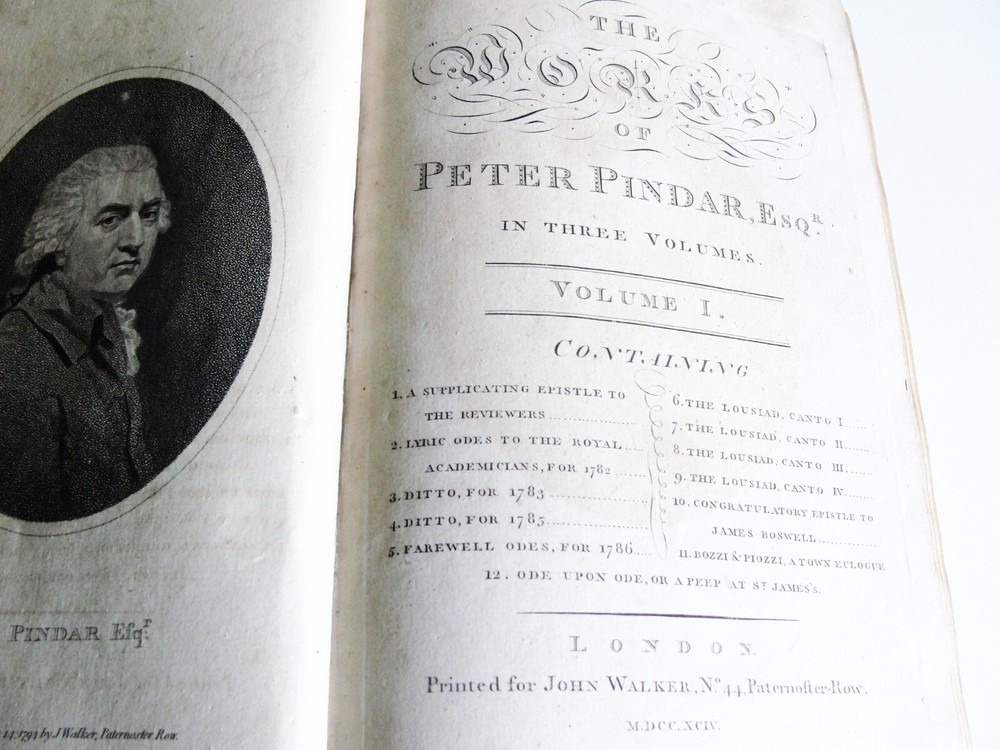 PINDAR Eſqr.
14, 1794 by J Walker, Paternoster Row.
THE
WORKS
OF
PETER PINDAR, ESQR.
IN THREE VOLUMES.
VOLUME I.
CONTAINING
1. A SUPPLICATING EPISTLE TO
THE REVIEWERS
2. LYRIC ODES TO THE ROYAL
ACADEMICIANS, FOR 1782
3. DITTO, FOR 1783
4. DITTO, FOR 1785
5. FAREWELL ODES, FOR 1786
6. THE LOUSIAD, CANTO I
7. THE LOUSIAD, CANTO II
8. THE LOUSIAD, CANTO III
9. THE LOUSIAD, CANTO IV
10. CONGRATULATORY EPISTLE TO
JAMES BOSWELL
11. BOZZI & PIOZZI, A TOWN ECLOGUE
12. ODE UPON ODE, OR A PEEP AT ST. JAMES'S.
LONDON.
Printed for JOHN WALKER, No. 44, Paternoſter-Row.
M.DCC.XCIV.